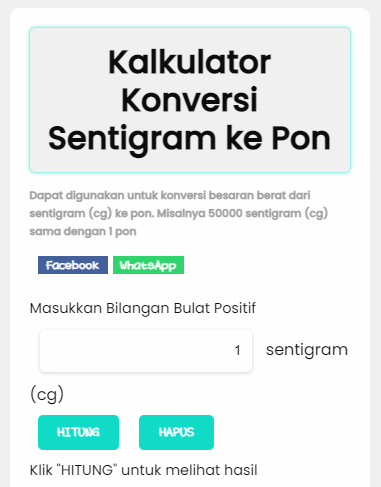 Kalkulator
Konversi
Sentigram ke Pon
Dapat digunakan untuk konversi besaran berat dari
sentigram (cg) ke pon. Misalnya 50000 sentigram (cg)
sama dengan 1 pon
Facebook WhatsApp
Masukkan Bilangan Bulat Positif
1 sentigram
(cg)
HITUNG HAPUS
Klik "HITUNG" untuk melihat hasil